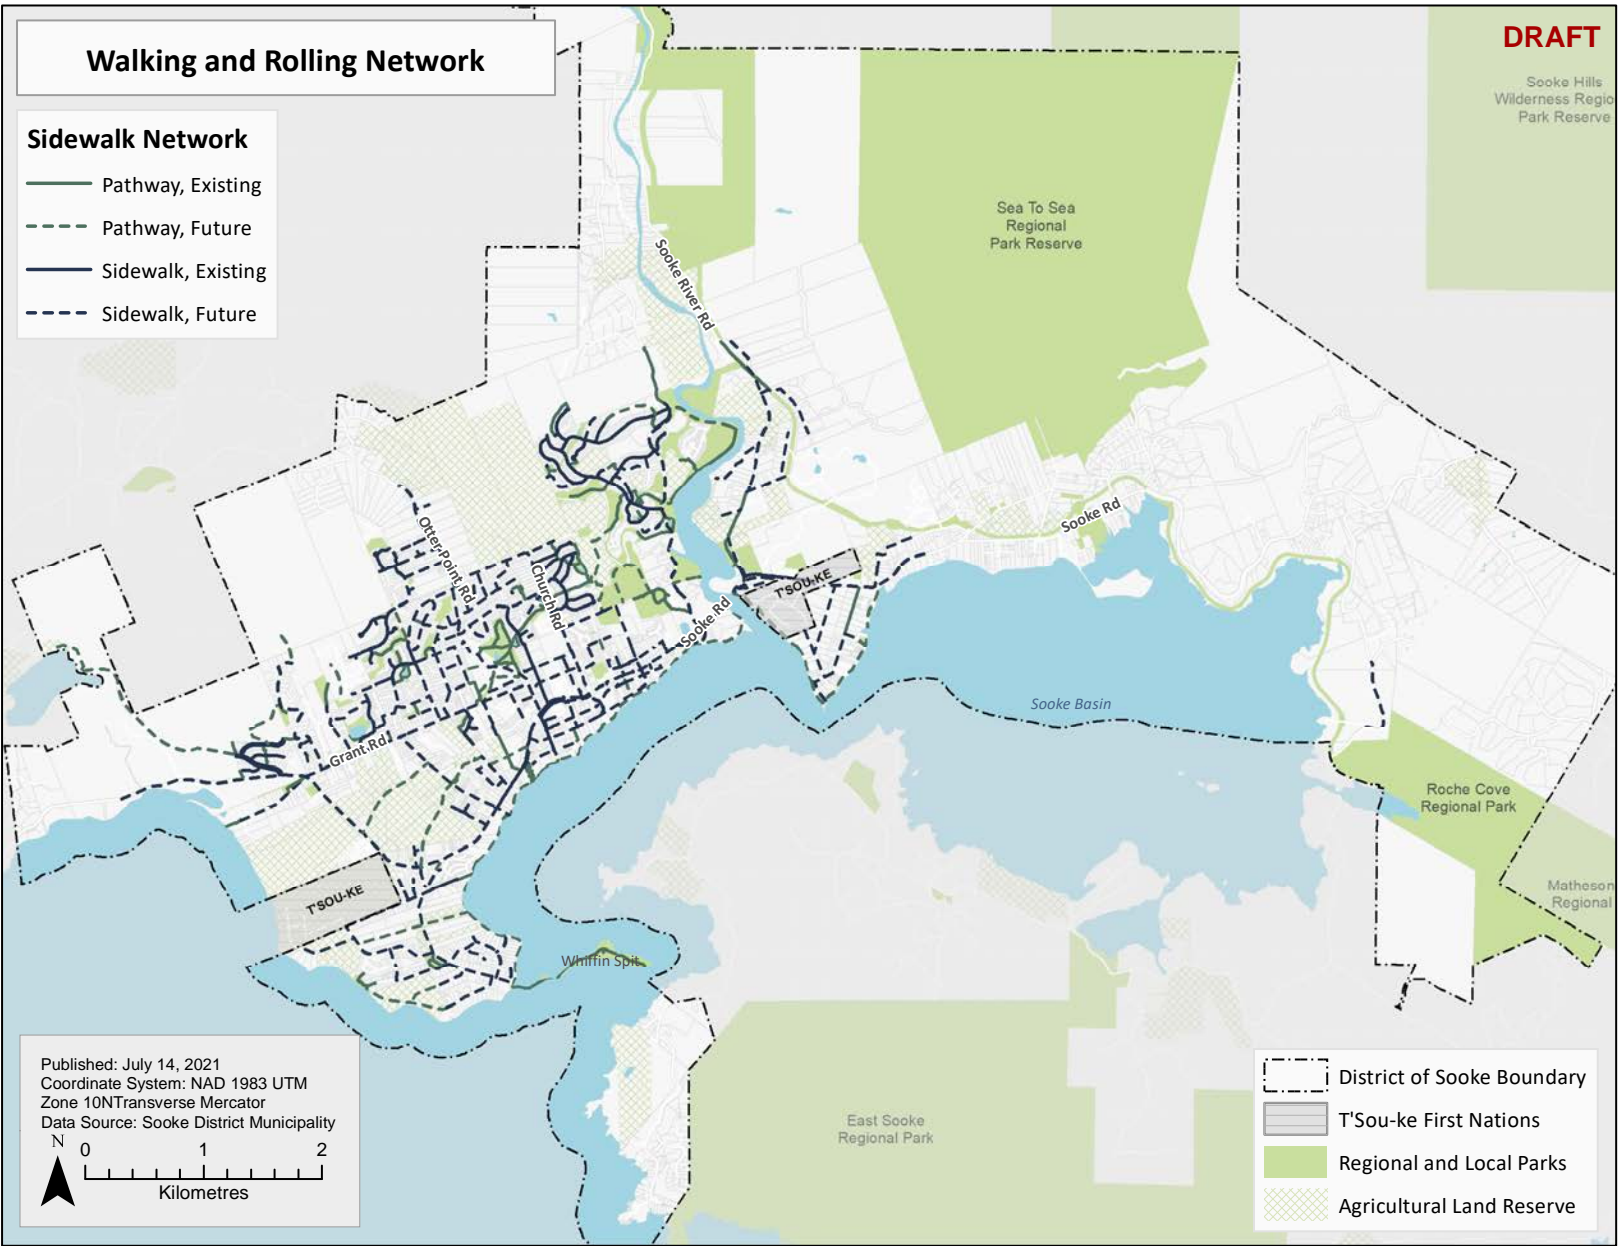 Walking and Rolling Network
DRAFT
Sooke Hills
Wilderness Regio
Park Reserve
Sidewalk Network
Pathway, Existing
Pathway, Future
Sidewalk, Existing
Sidewalk, Future
Sea To Sea
Regional
Park Reserve
Sooke River Rd
Sooke Rd
Otter Point Rd
Church Rd
T'SOU-KE
Sooke Rd
Sooke Basin
Grant Rd
Roche Cove
Regional Park
T'SOU-KE
Matheson
Regional
Whiffin Spit
East Sooke
Regional Park
Published: July 14, 2021
Coordinate System: NAD 1983 UTM
Zone 10NTransverse Mercator
Data Source: Sooke District Municipality
N
0 1 2
Kilometres
District of Sooke Boundary
T'Sou-ke First Nations
Regional and Local Parks
Agricultural Land Reserve